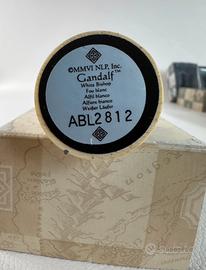 ©MMVI NLP, Inc.
Gandalf™
White Bishop
Fou blanc
Alfil blanco
Alfiere bianco
Weißer Läufer
ABL2812